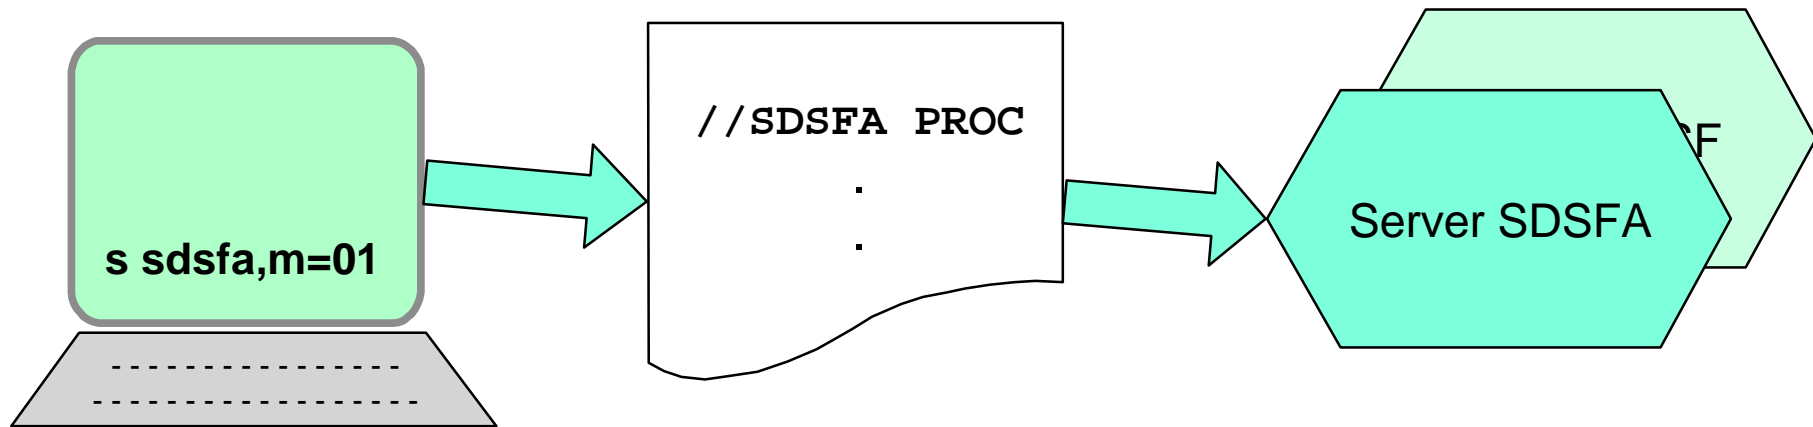 s sdsfa,m=01
//SDSFA PROC
.
.
Server SDSFA